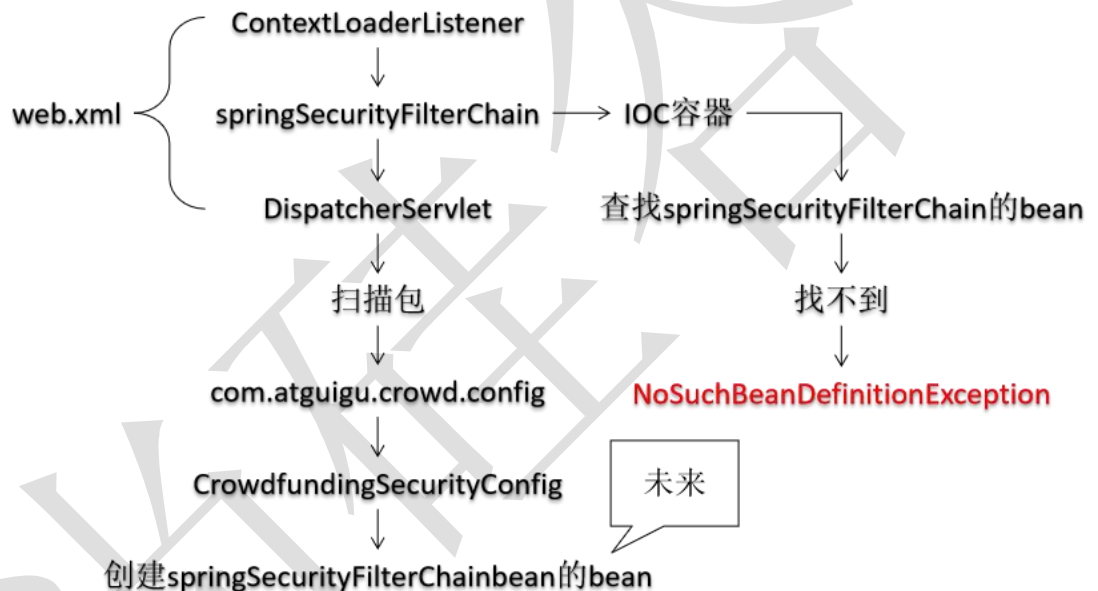 ContextLoaderListener
web.xml
springSecurityFilterChain
IOC容器
DispatcherServlet
查找springSecurityFilterChain的bean
扫描包
找不到
com.atguigu.crowd.config
NoSuchBeanDefinitionException
CrowdfundingSecurityConfig
未来
创建springSecurityFilterChainbean的bean